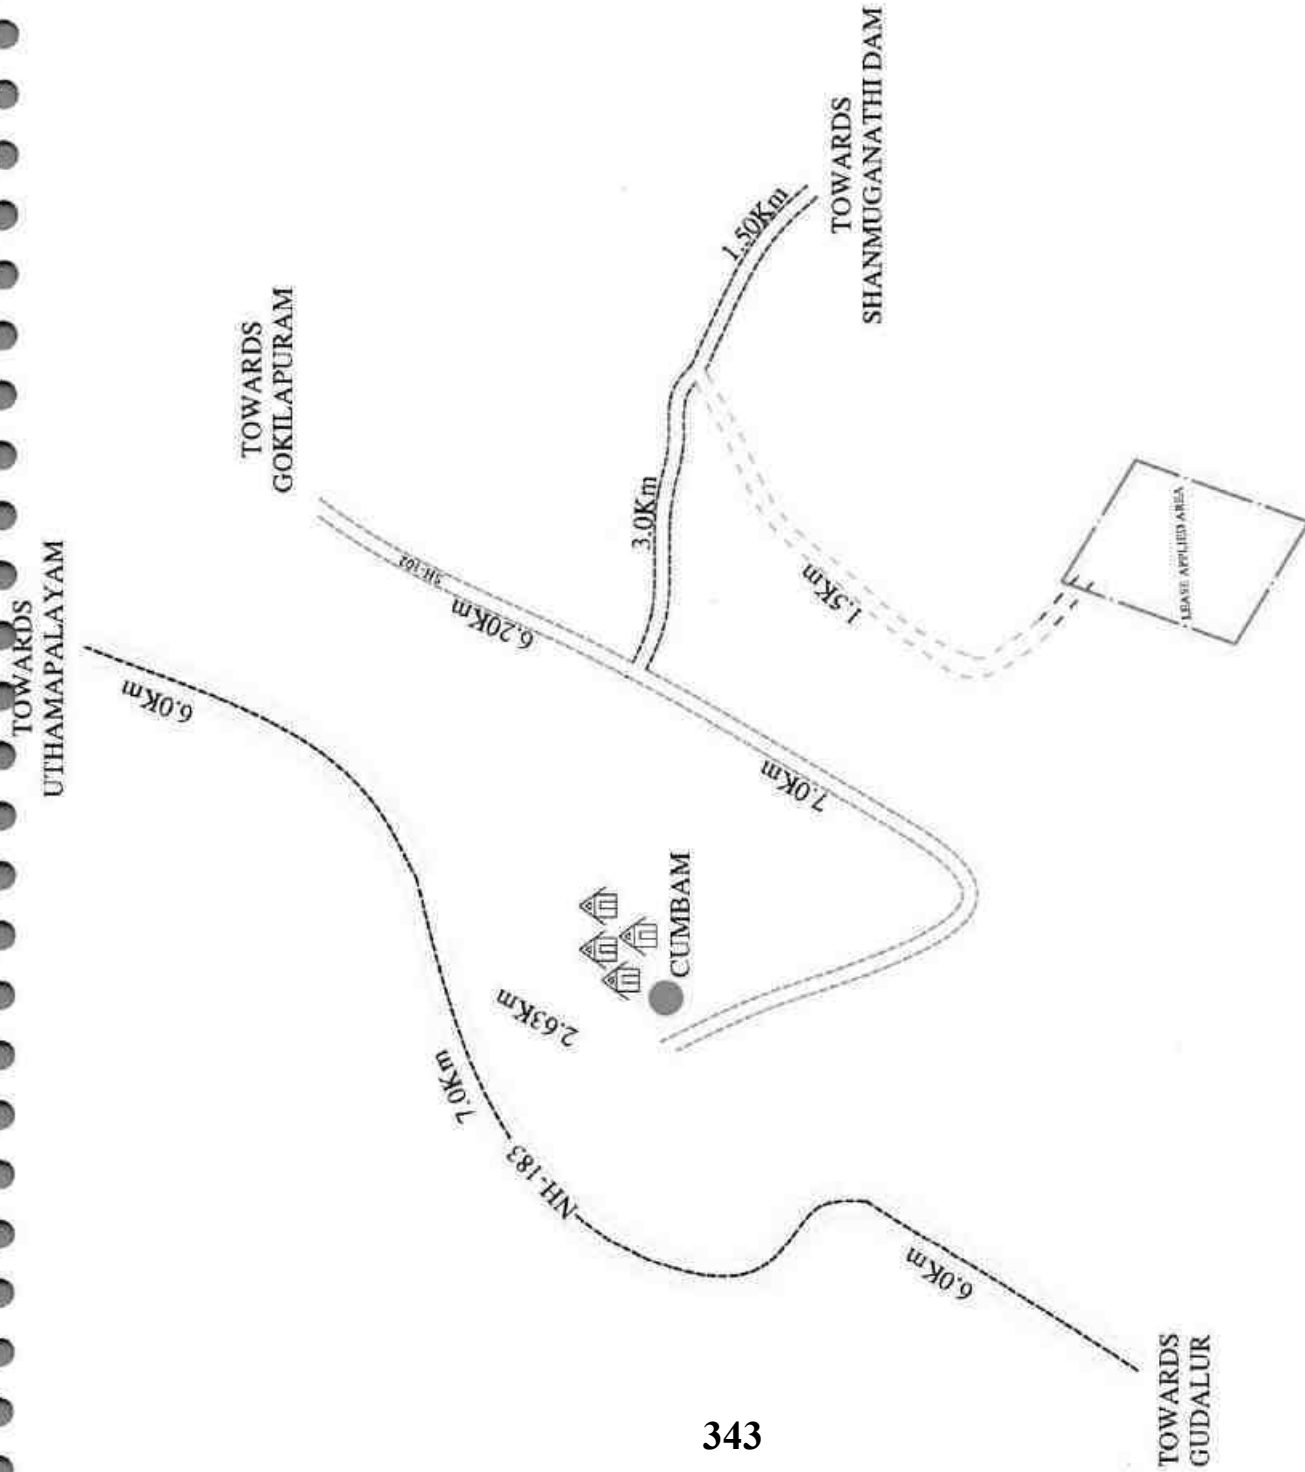 TOWARDS
UTHAMAPALAYAM
6.0Km
TOWARDS
GOKILAPURAM
SH-102
6.20Km
TOWARDS
SHANMUGANATHI DAM
1.50Km
3.0Km
1.5Km
LEASE APPLIED AREA
7.0Km
CUMBAM
2.63Km
7.0Km
NH-183
6.0Km
TOWARDS
GUDALUR
343